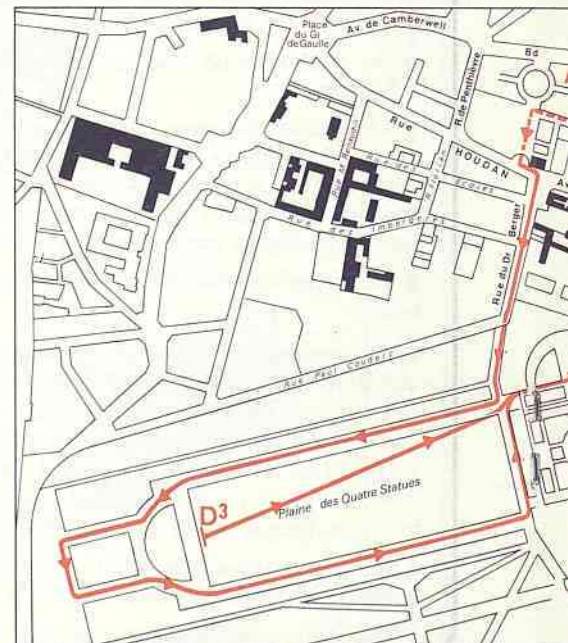 Place
du Gl
de Gaulle
Av. de Camberwell
R. de Penthièvre
Bd
Rue
HOUDAN
Rue des Imbergères
Rue du Dr Berger
Rue Paul Couderc
D3
Plaine des Quatre Statues